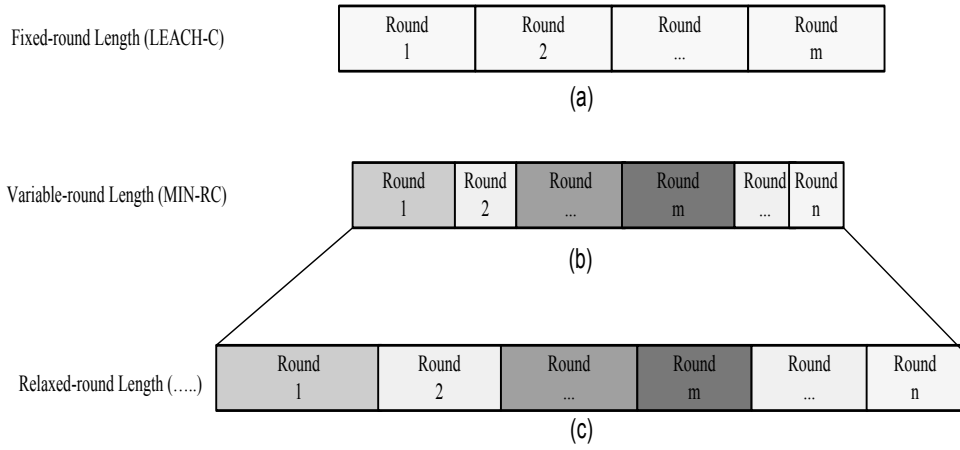 Fixed-round Length (LEACH-C)
Round Round Round Round
1 2 ... m
(a)
Variable-round Length (MIN-RC)
Round Round Round Round Round Round
1 2 ... m ... n
(b)
Relaxed-round Length (.....)
Round Round Round Round Round Round
1 2 ... m ... n
(c)